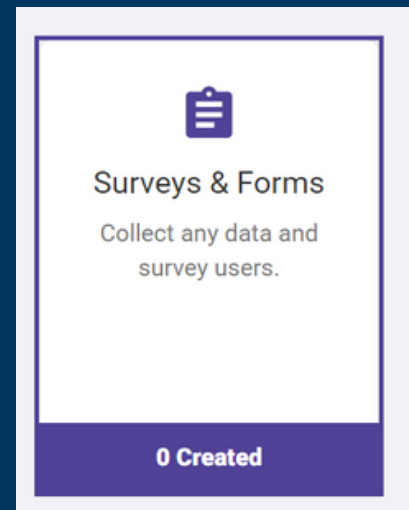 Surveys & Forms
Collect any data and
survey users.
0 Created